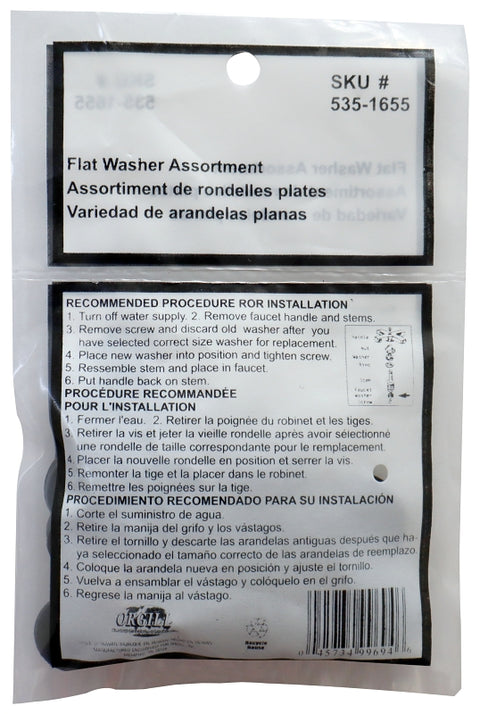 SKU #
535-1655
Flat Washer Assortment
Assortiment de rondelles plates
Variedad de arandelas planas
RECOMMENDED PROCEDURE ROR INSTALLATION
1. Turn off water supply. 2. Remove faucet handle and stems.
3. Remove screw and discard old washer after you
have selected correct size washer for replacement.
4. Place new washer into position and tighten screw.
5. Ressemble stem and place in faucet.
6. Put handle back on stem.
PROCÉDURE RECOMMANDÉE
POUR L'INSTALLATION
1. Fermer l'eau. 2. Retirer la poignée du robinet et les tiges.
3. Retirer la vis et jeter la vieille rondelle après avoir sélectionné
une rondelle de taille correspondante pour le remplacement.
4. Placer la nouvelle rondelle en position et serrer la vis.
5. Remonter la tige et la placer dans le robinet.
6. Remettre les poignées sur la tige.
PROCEDIMIENTO RECOMENDADO PARA SU INSTALACIÓN
1. Corte el suministro de agua.
2. Retire la manija del grifo y los vástagos.
3. Retire el tornillo y descarte las arandelas antiguas después que ha-
ya seleccionado el tamaño correcto de las arandelas de reemplazo.
4. Coloque la arandela nueva en posición y ajuste el tornillo.
5. Vuelva a ensamblar el vástago y colóquelo en el grifo.
6. Regrese la manija al vástago.
ORGILL
Recycle
Reuse
0 45734 99694 6